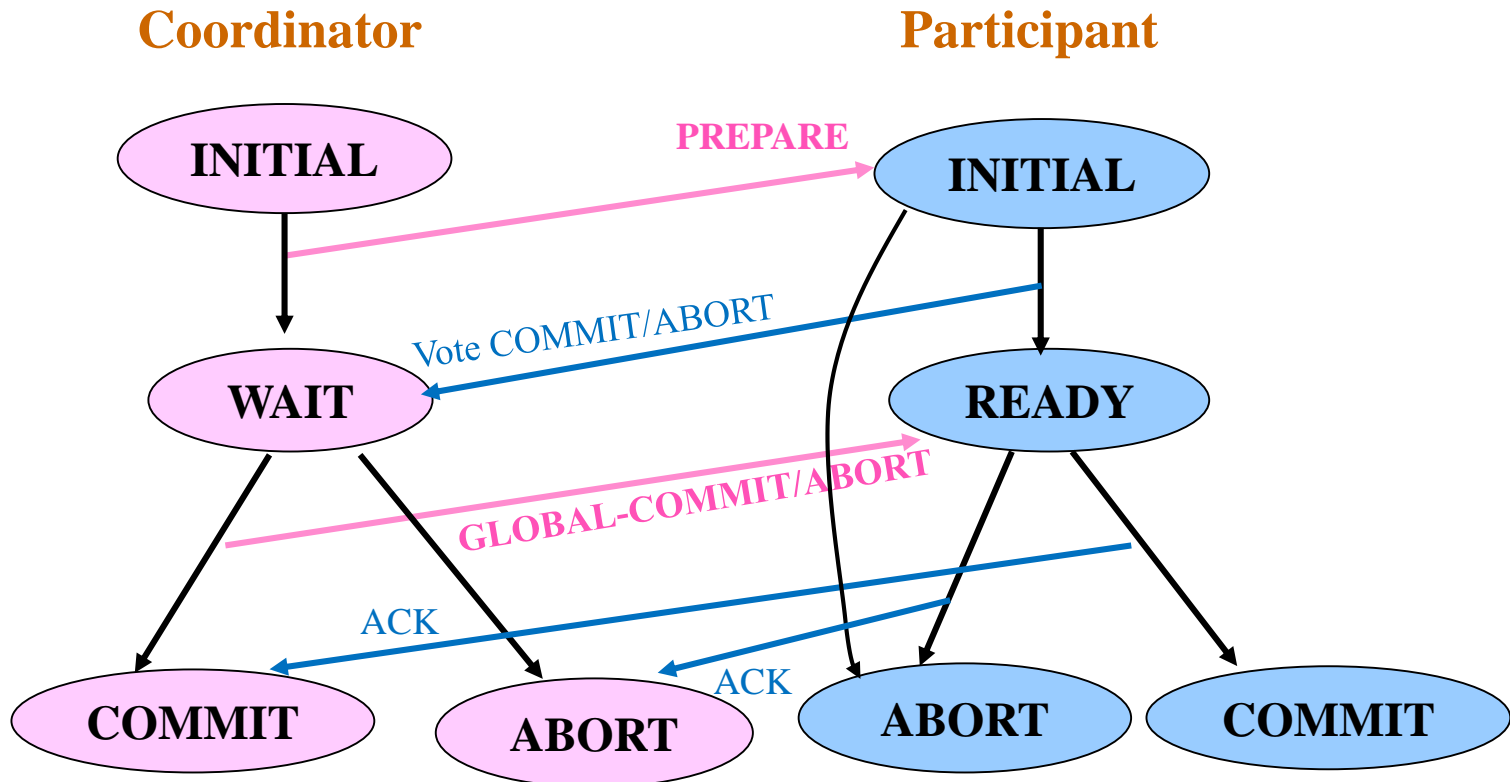 Coordinator
Participant
PREPARE
INITIAL
INITIAL
Vote COMMIT/ABORT
WAIT
READY
GLOBAL-COMMIT/ABORT
ACK
ACK
COMMIT
ABORT
ABORT
COMMIT